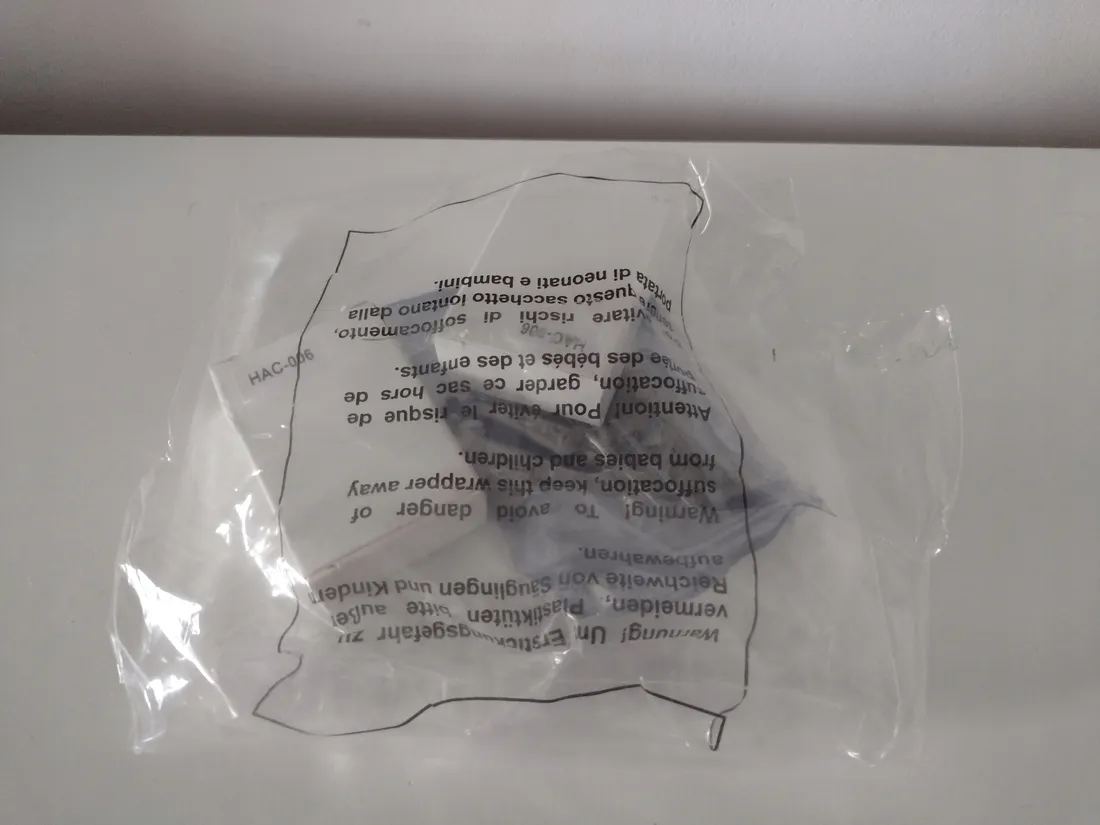 Warnung! Um Erstickungsgefahr zu
vermeiden, Plastiktüten bitte außer
Reichweite von Säuglingen und Kindern
aufbewahren.
Warning! To avoid danger of
suffocation, keep this wrapper away
from babies and children.
Attention! Pour éviter le risque de
suffocation, garder ce sac hors de
portée des bébés et des enfants.
evitare rischi di soffocamento,
questo sacchetto lontano dalla
portata di neonati e bambini.
HAC-006
HAC-006